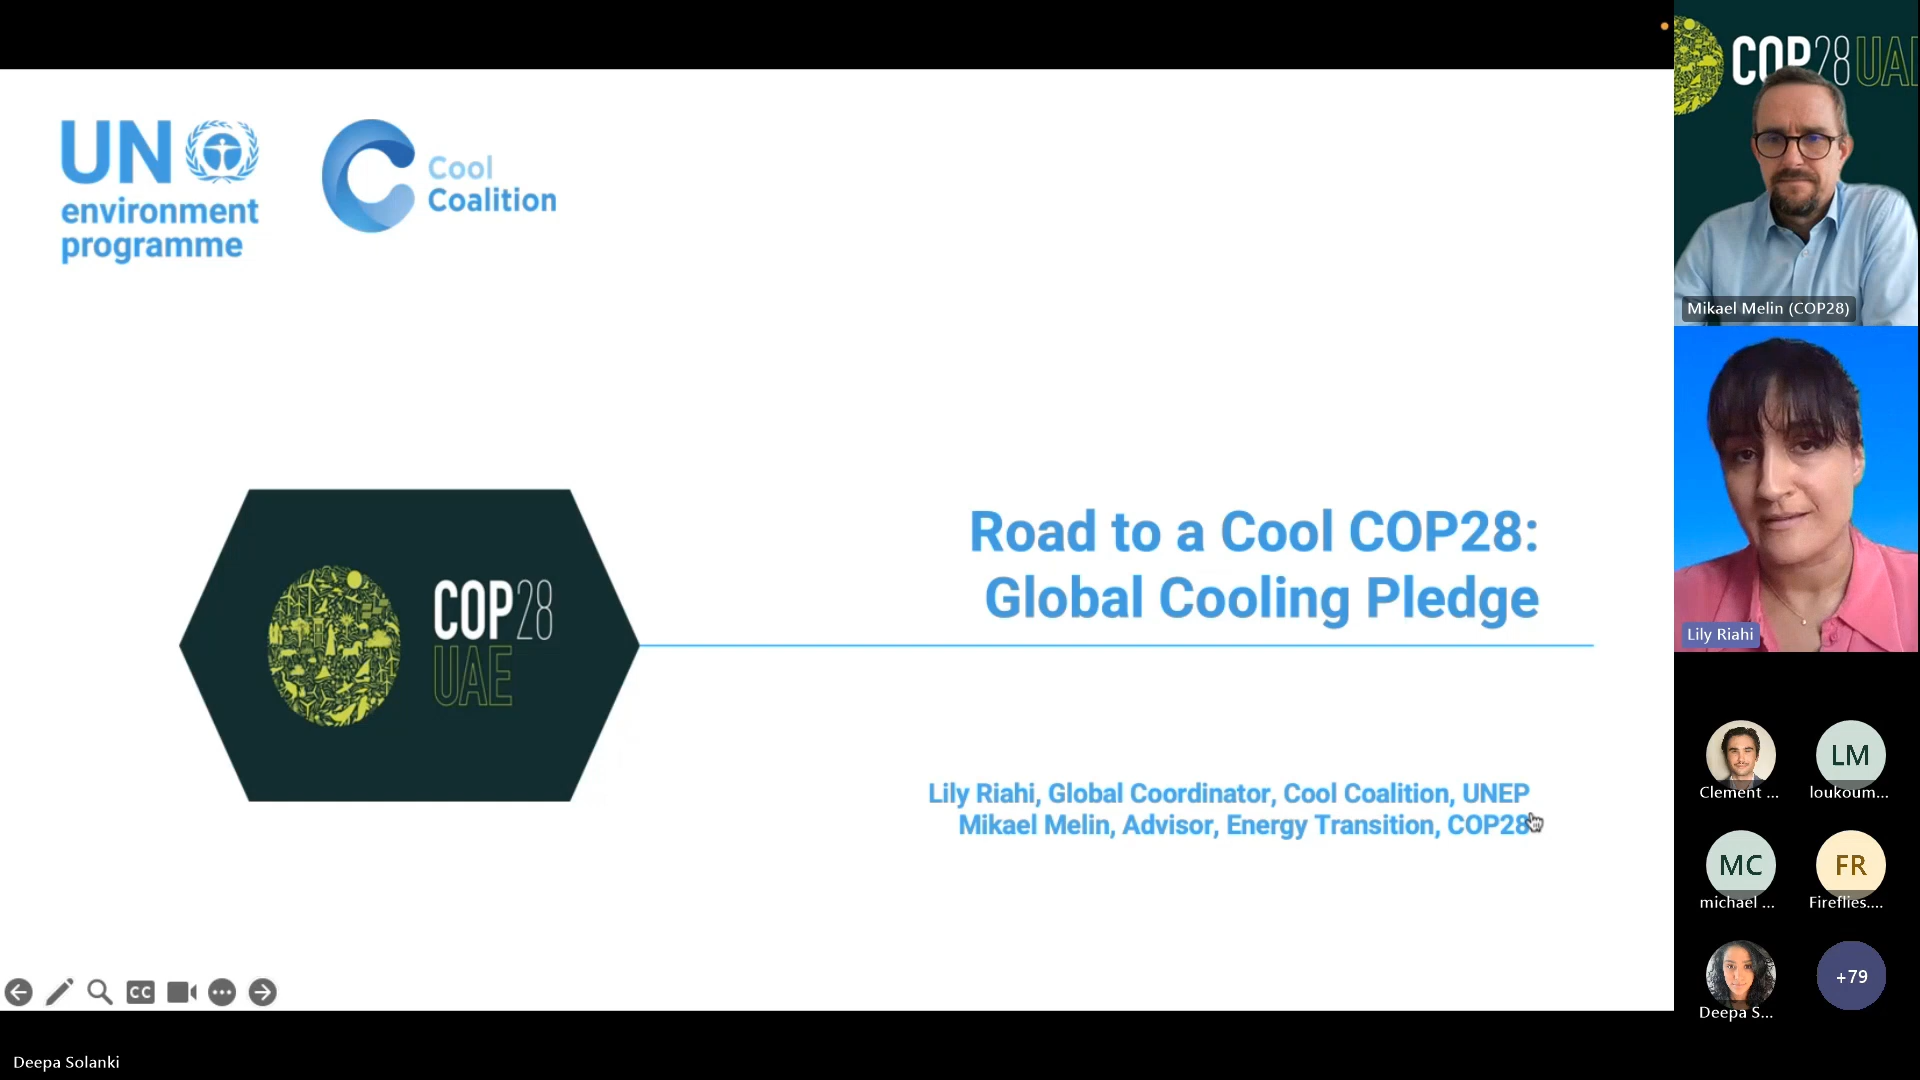 UN
environment
programme
Cool
Coalition
COP28
UAE
Road to a Cool COP28:
Global Cooling Pledge
Lily Riahi, Global Coordinator, Cool Coalition, UNEP
Mikael Melin, Advisor, Energy Transition, COP28
CC
Deepa Solanki
COP28 UAE
Mikael Melin (COP28)
Lily Riahi
LM
Clement ...
loukoum...
MC
FR
michael ...
Fireflies....
+79
Deepa S...